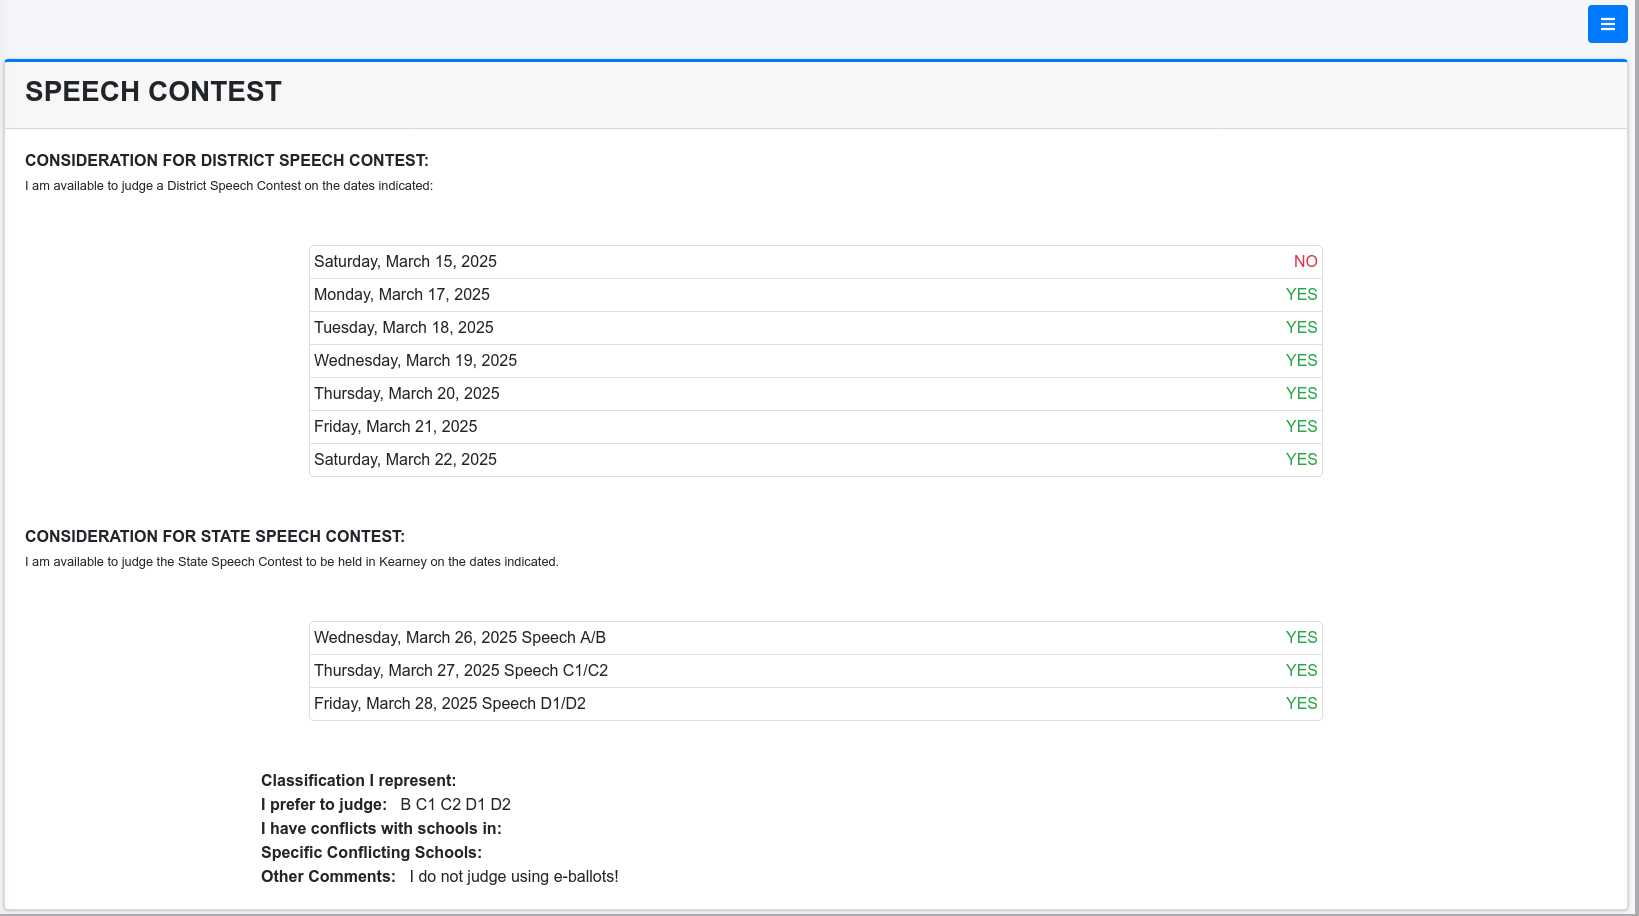 SPEECH CONTEST
CONSIDERATION FOR DISTRICT SPEECH CONTEST:
I am available to judge a District Speech Contest on the dates indicated:
Saturday, March 15, 2025 NO
Monday, March 17, 2025 YES
Tuesday, March 18, 2025 YES
Wednesday, March 19, 2025 YES
Thursday, March 20, 2025 YES
Friday, March 21, 2025 YES
Saturday, March 22, 2025 YES
CONSIDERATION FOR STATE SPEECH CONTEST:
I am available to judge the State Speech Contest to be held in Kearney on the dates indicated.
Wednesday, March 26, 2025 Speech A/B YES
Thursday, March 27, 2025 Speech C1/C2 YES
Friday, March 28, 2025 Speech D1/D2 YES
Classification I represent:
I prefer to judge: B C1 C2 D1 D2
I have conflicts with schools in:
Specific Conflicting Schools:
Other Comments: I do not judge using e-ballots!